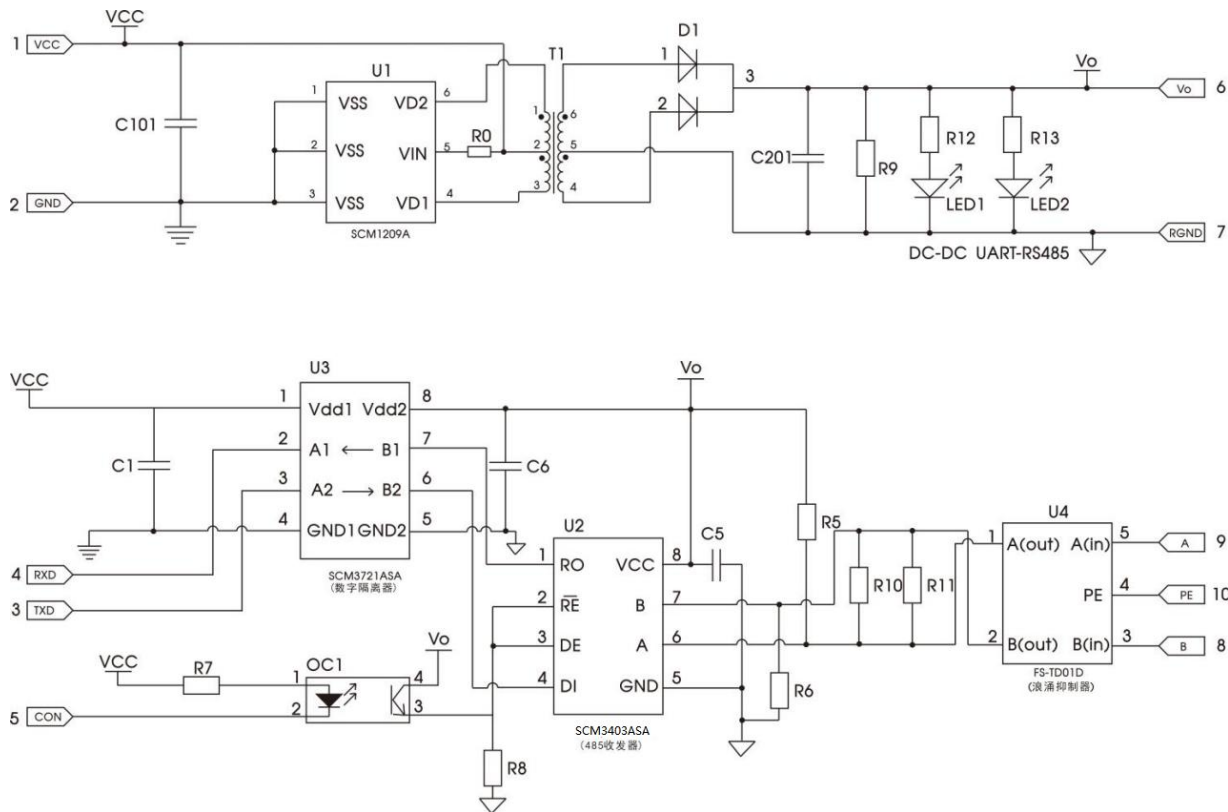 VCC
1 VCC
C101
2 GND
U1
1 VSS VD2 6
2 VSS VIN 5
3 VSS VD1 4
SCM1209A
R0
T1
1 6
2 5
3 4
D1
1
2
3
C201
R9
R12
LED1
R13
LED2
Vo
Vo 6
RGND 7
DC-DC UART-RS485
VCC
C1
U3
1 Vdd1 Vdd2 8
2 A1 B1 7
3 A2 B2 6
4 GND1 GND2 5
SCM3721ASA
(数字隔离器)
4 RXD
3 TXD
C6
Vo
U2
1 RO VCC 8
2 RE B 7
3 DE A 6
4 DI GND 5
SCM3403ASA
(485收发器)
C5
R5
R10
R11
R6
U4
1 A(out) A(in) 5
PE 4
2 B(out) B(in) 3
FS-TD01D
(浪涌抑制器)
A 9
PE 10
B 8
VCC
R7
OC1
1 4
2 3
Vo
5 CON
R8